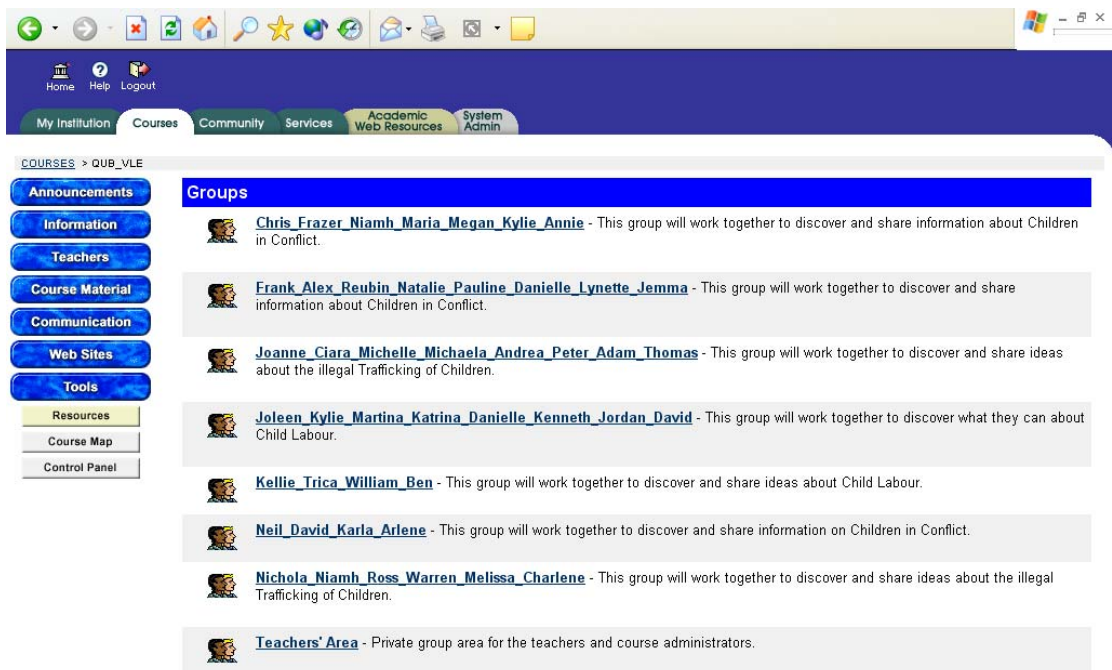 Home Help Logout
My Institution Courses Community Services Academic Web Resources System Admin
COURSES > QUB_VLE
Announcements
Information
Teachers
Course Material
Communication
Web Sites
Tools
Resources
Course Map
Control Panel
Groups
Chris_Frazer_Niamh_Maria_Megan_Kylie_Annie - This group will work together to discover and share information about Children
in Conflict.
Frank_Alex_Reubin_Natalie_Pauline_Danielle_Lynette_Jemma - This group will work together to discover and share
information about Children in Conflict.
Joanne_Ciara_Michelle_Michaela_Andrea_Peter_Adam_Thomas - This group will work together to discover and share ideas
about the illegal Trafficking of Children.
Joleen_Kylie_Martina_Katrina_Danielle_Kenneth_Jordan_David - This group will work together to discover what they can about
Child Labour.
Kellie_Trica_William_Ben - This group will work together to discover and share ideas about Child Labour.
Neil_David_Karla_Arlene - This group will work together to discover and share information on Children in Conflict.
Nichola_Niamh_Ross_Warren_Melissa_Charlene - This group will work together to discover and share ideas about the illegal
Trafficking of Children.
Teachers' Area - Private group area for the teachers and course administrators.